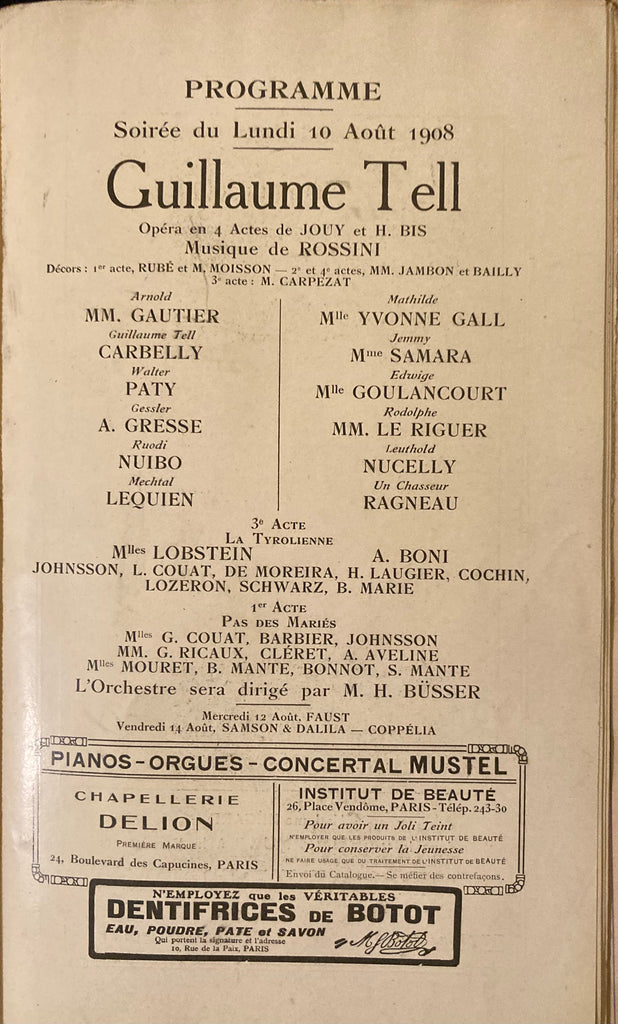 PROGRAMME
Soirée du Lundi 10 Août 1908
Guillaume Tell
Opéra en 4 Actes de JOUY et H. BIS
Musique de ROSSINI
Décors : 1er acte, RUBÉ et M. MOISSON — 2e et 4e actes, MM. JAMBON et BAILLY
3e acte : M. CARPEZAT
Arnold
MM. GAUTIER
Guillaume Tell
CARBELLY
Walter
PATY
Gessler
A. GRESSE
Ruodi
NUIBO
Mechtal
LEQUIEN
Mathilde
Mlle YVONNE GALL
Jemmy
Mme SAMARA
Edwige
Mlle GOULANCOURT
Rodolphe
MM. LE RIGUER
Leuthold
NUCELLY
Un Chasseur
RAGNEAU
3e ACTE
LA TYROLIENNE
Mlles LOBSTEIN A. BONI
JOHNSSON, L. COUAT, DE MOREIRA, H. LAUGIER, COCHIN,
LOZERON, SCHWARZ, B. MARIE
1er ACTE
PAS DES MARIÉS
Mlles G. COUAT, BARBIER, JOHNSSON
MM. G. RICAUX, CLÉRET, A. AVELINE
Mlles MOURET, B. MANTE, BONNOT, S. MANTE
L'Orchestre sera dirigé par M. H. BÜSSER
Mercredi 12 Août, FAUST
Vendredi 14 Août, SAMSON & DALILA — COPPÉLIA
PIANOS - ORGUES - CONCERTAL MUSTEL
CHAPELLERIE
DELION
PREMIÈRE MARQUE
24, Boulevard des Capucines, PARIS
INSTITUT DE BEAUTÉ
26, Place Vendôme, PARIS - Télép. 243-30
Pour avoir un Joli Teint
N'EMPLOYER QUE LES PRODUITS DE L'INSTITUT DE BEAUTÉ
Pour conserver la Jeunesse
NE FAIRE USAGE QUE DU TRAITEMENT DE L'INSTITUT DE BEAUTÉ
Envoi du Catalogue. — Se méfier des contrefaçons.
N'EMPLOYEZ que les VÉRITABLES
DENTIFRICES DE BOTOT
EAU, POUDRE, PATE et SAVON
Qui portent la signature et l'adresse
10, Rue de la Paix, PARIS
M. S. Botot